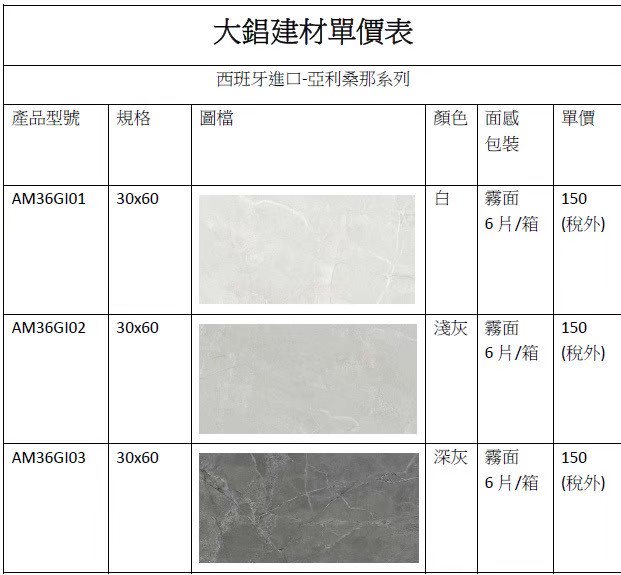 大錩建材單價表
西班牙進口-亞利桑那系列
產品型號 規格 圖檔 顏色 面感 單價
包裝
AM36GI01 30x60 白 霧面 150
6 片/箱 (稅外)
AM36GI02 30x60 淺灰 霧面 150
6 片/箱 (稅外)
AM36GI03 30x60 深灰 霧面 150
6 片/箱 (稅外)